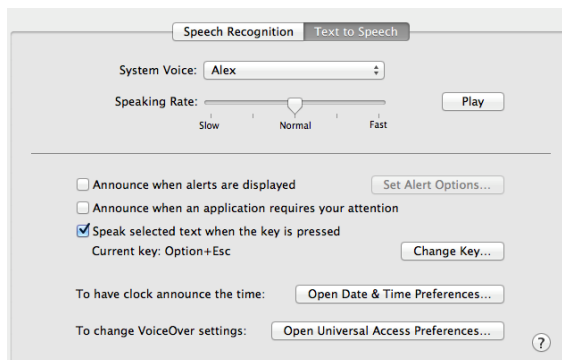 Speech Recognition Text to Speech
System Voice: Alex
Speaking Rate: Play
Slow Normal Fast
Announce when alerts are displayed Set Alert Options...
Announce when an application requires your attention
Speak selected text when the key is pressed
Current key: Option+Esc Change Key...
To have clock announce the time: Open Date & Time Preferences...
To change VoiceOver settings: Open Universal Access Preferences...
?